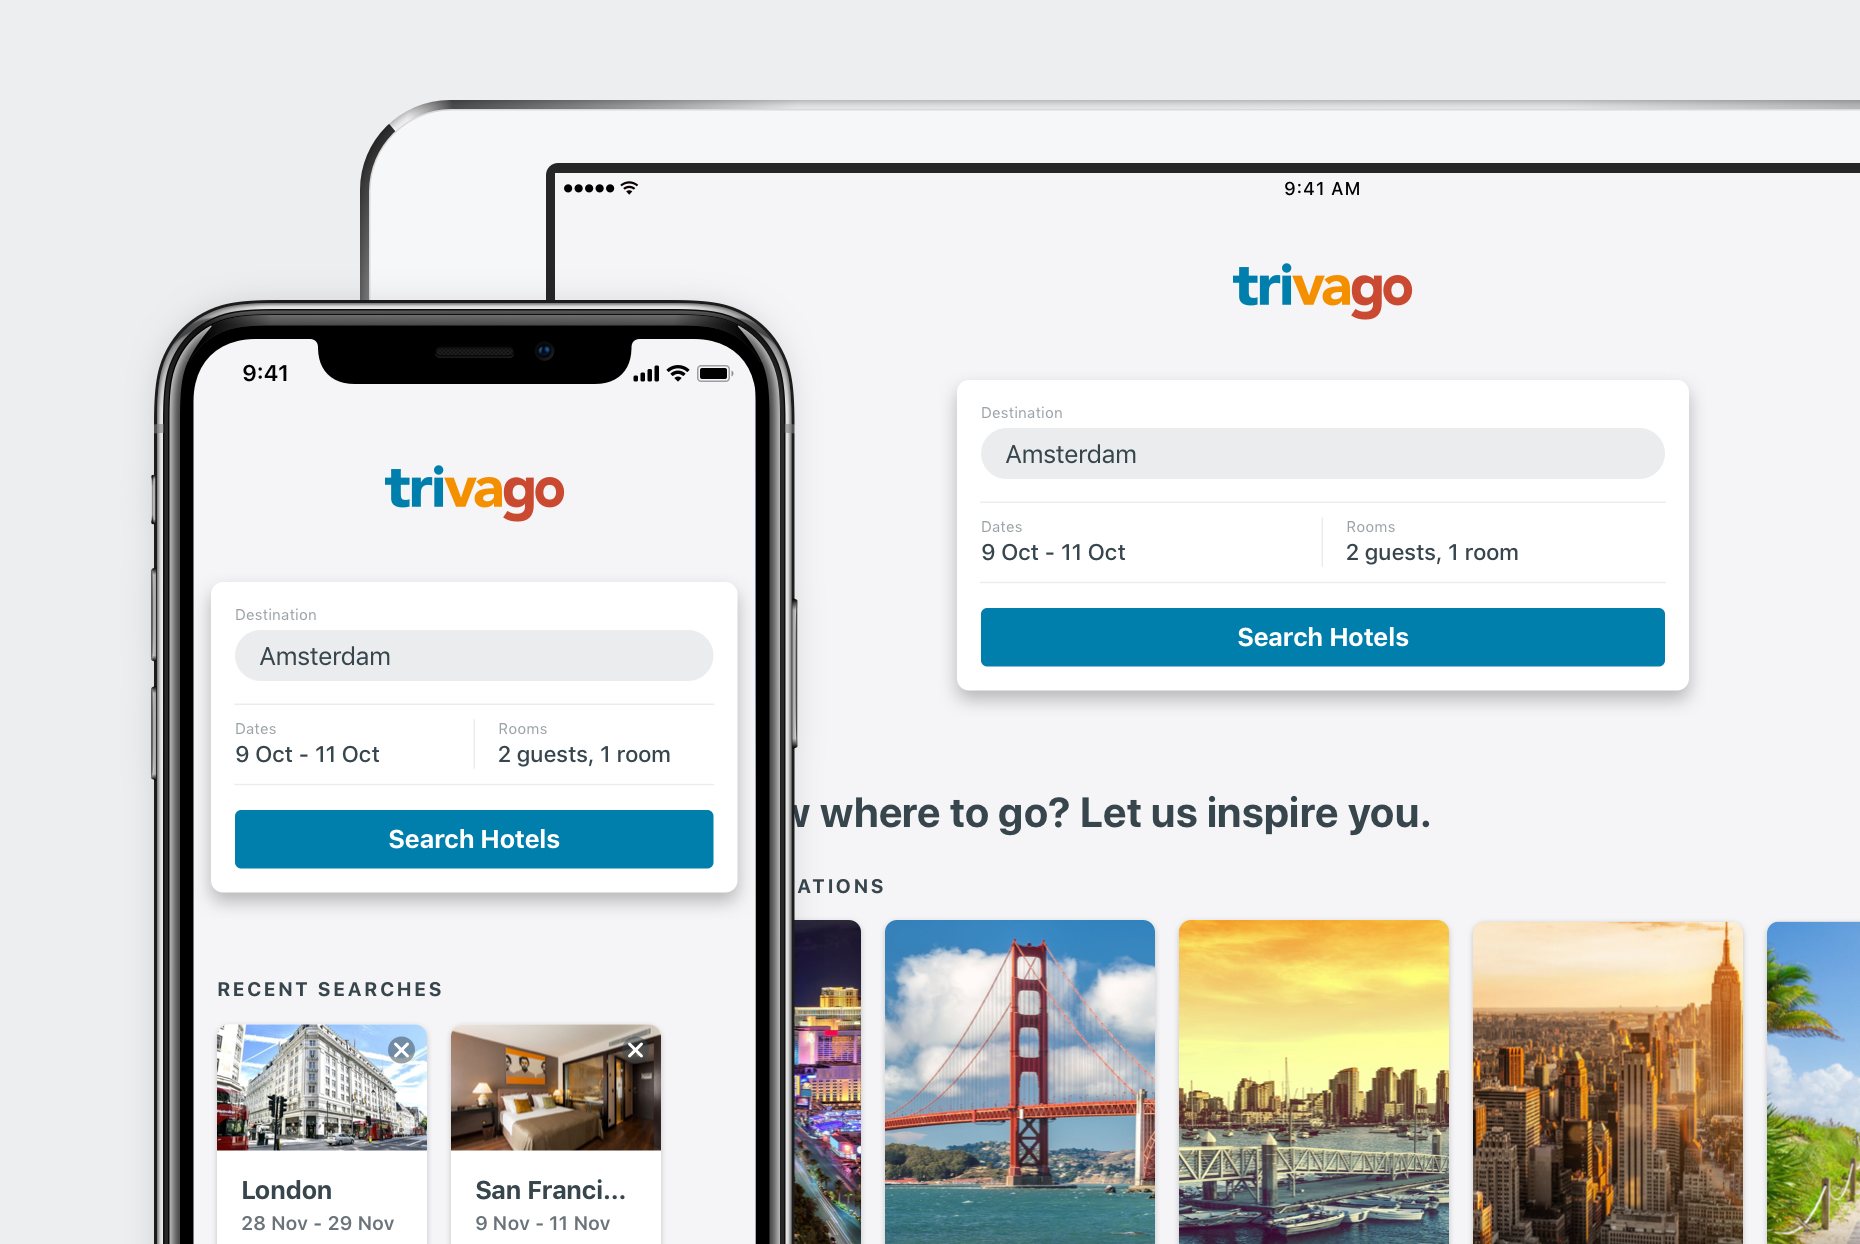 9:41 AM
trivago
Destination
Amsterdam
Dates
9 Oct - 11 Oct
Rooms
2 guests, 1 room
Search Hotels
where to go? Let us inspire you.
9:41
trivago
Destination
Amsterdam
Dates
9 Oct - 11 Oct
Rooms
2 guests, 1 room
Search Hotels
RECENT SEARCHES
London
28 Nov - 29 Nov
San Franci...
9 Nov - 11 Nov